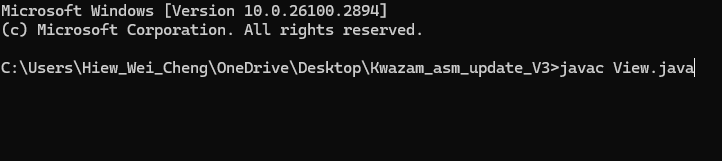 Microsoft Windows [Version 10.0.26100.2894]
(c) Microsoft Corporation. All rights reserved.
C:\Users\Hiew_Wei_Cheng\OneDrive\Desktop\Kwazam_asm_update_V3>javac View.java